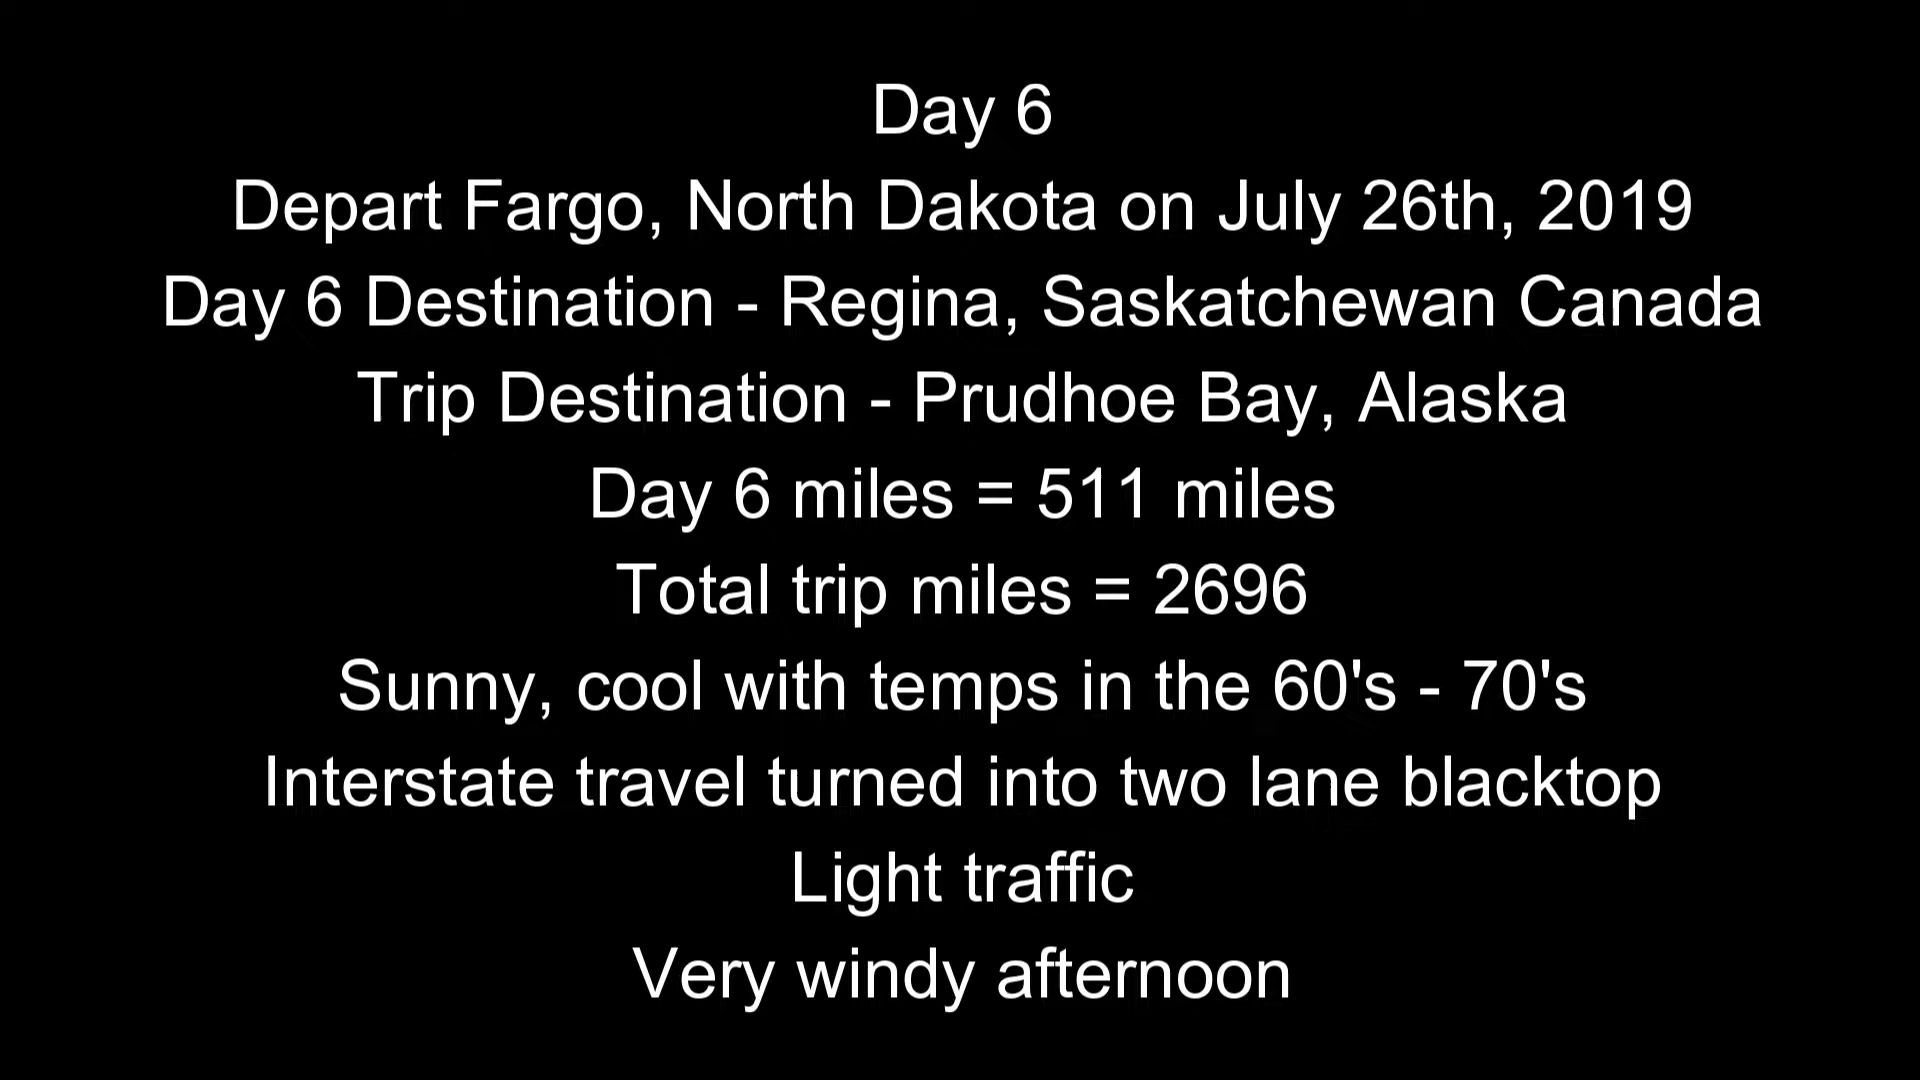 Day 6
Depart Fargo, North Dakota on July 26th, 2019
Day 6 Destination - Regina, Saskatchewan Canada
Trip Destination - Prudhoe Bay, Alaska
Day 6 miles = 511 miles
Total trip miles = 2696
Sunny, cool with temps in the 60's - 70's
Interstate travel turned into two lane blacktop
Light traffic
Very windy afternoon